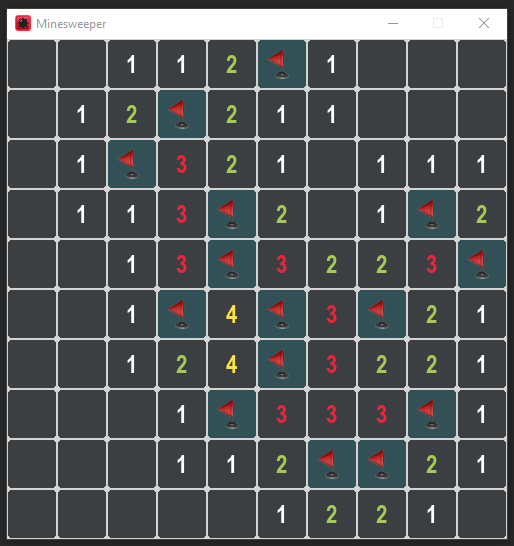 Minesweeper
1 1 2 1
1 2 2 1 1
1 3 2 1 1 1 1
1 1 3 2 1 2
1 3 3 2 2 3
1 4 3 2 1
1 2 4 3 2 2 1
1 3 3 3 1
1 1 2 2 1
1 2 2 1